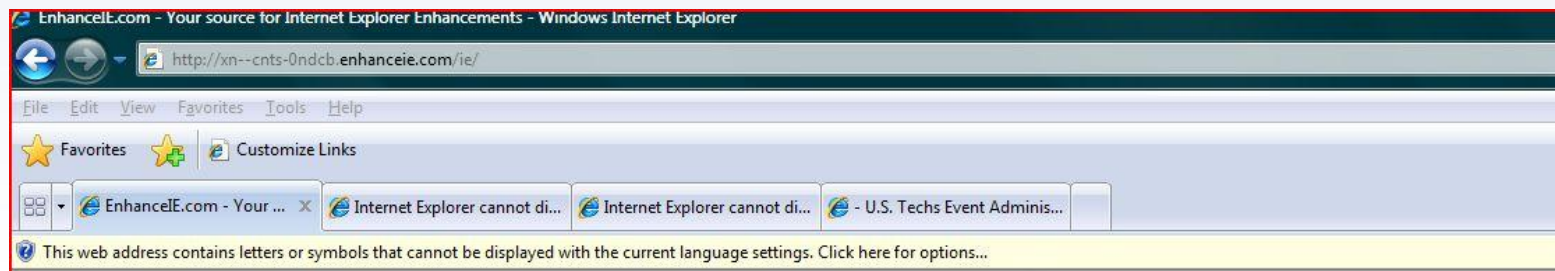 EnhanceIE.com - Your source for Internet Explorer Enhancements - Windows Internet Explorer
http://xn--cnts-0ndcb.enhanceie.com/ie/
File Edit View Favorites Tools Help
Favorites Customize Links
EnhanceIE.com - Your ... Internet Explorer cannot di... Internet Explorer cannot di... - U.S. Techs Event Adminis...
This web address contains letters or symbols that cannot be displayed with the current language settings. Click here for options...